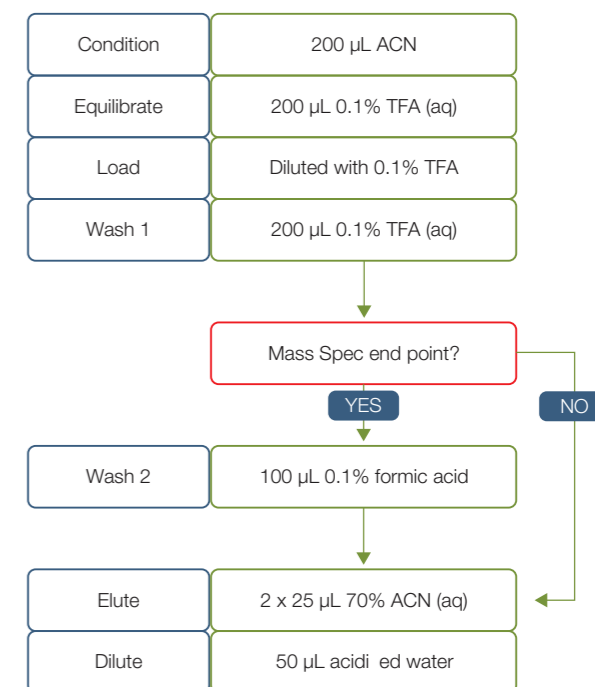 Condition 200 µL ACN
Equilibrate 200 µL 0.1% TFA (aq)
Load Diluted with 0.1% TFA
Wash 1 200 µL 0.1% TFA (aq)
Mass Spec end point?
YES
NO
Wash 2 100 µL 0.1% formic acid
Elute 2 x 25 µL 70% ACN (aq)
Dilute 50 µL acidi ed water